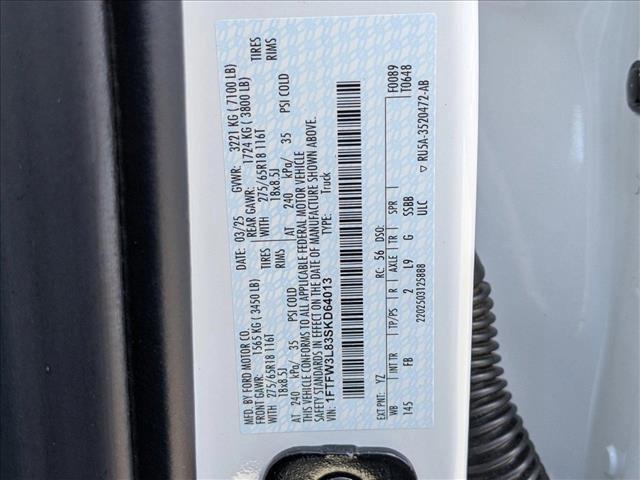 MFD. BY FORD MOTOR CO. 03/25 GVWR: 3221 KG ( 7100 LB)
FRONT GAWR: 1565 KG ( 3450 LB) REAR GAWR: 1724 KG ( 3800 LB)
WITH 275/65R18 116T TIRES WITH 275/65R18 116T TIRES
18x8.5J RIMS 18x8.5J RIMS
AT 240 kPa/ 35 PSI COLD AT 240 kPa/ 35 PSI COLD
THIS VEHICLE CONFORMS TO ALL APPLICABLE FEDERAL MOTOR VEHICLE
SAFETY STANDARDS IN EFFECT ON THE DATE OF MANUFACTURE SHOWN ABOVE.
VIN: 1FTFW3L83SKD64013 TYPE: Truck
F0089
T0648
EXT PNT: YZ RC: 56 DSO:
WB INT TR TP/PS R AXLE TR SPR
145 FB 2 L9 G SSBB
ULC
2202503125888 ▽ RU5A-3520472-AB